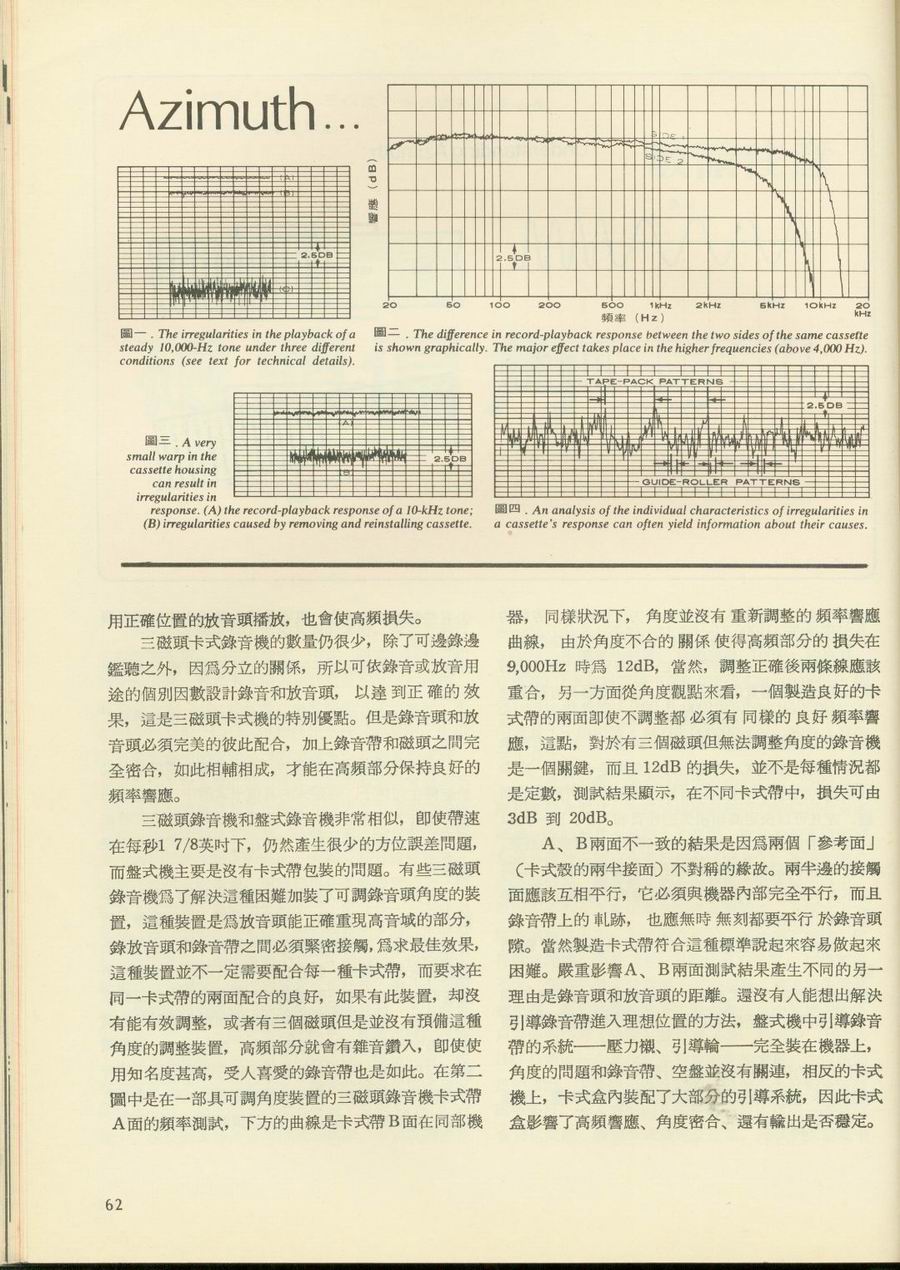 Azimuth...
(A)
(B)
2.5DB
(C)
圖一 . The irregularities in the playback of a
steady 10,000-Hz tone under three different
conditions (see text for technical details).
響應 (dB)
SIDE 1
SIDE 2
2.5DB
20 50 100 200 500 1kHz 2kHz 5kHz 10kHz 20 kHz
頻率 (Hz)
圖二 . The difference in record-playback response between the two sides of the same cassette
is shown graphically. The major effect takes place in the higher frequencies (above 4,000 Hz).
(A)
2.5DB
(B)
圖三 . A very
small warp in the
cassette housing
can result in
irregularities in
response. (A) the record-playback response of a 10-kHz tone;
(B) irregularities caused by removing and reinstalling cassette.
TAPE-PACK PATTERNS
2.5DB
GUIDE-ROLLER PATTERNS
圖四 . An analysis of the individual characteristics of irregularities in
a cassette's response can often yield information about their causes.
用正確位置的放音頭播放，也會使高頻損失。
三磁頭卡式錄音機的數量仍很少，除了可邊錄邊
鑑聽之外，因爲分立的關係，所以可依錄音或放音用
途的個別因數設計錄音和放音頭，以達到正確的效
果，這是三磁頭卡式機的特別優點。但是錄音頭和放
音頭必須完美的彼此配合，加上錄音帶和磁頭之間完
全密合，如此相輔相成，才能在高頻部分保持良好的
頻率響應。
三磁頭錄音機和盤式錄音機非常相似，卽使帶速
在每秒1 7/8英吋下，仍然產生很少的方位誤差問題，
而盤式機主要是沒有卡式帶包裝的問題。有些三磁頭
錄音機爲了解決這種困難加裝了可調錄音頭角度的裝
置，這種裝置是爲放音頭能正確重現高音域的部分，
錄放音頭和錄音帶之間必須緊密接觸，爲求最佳效果，
這種裝置並不一定需要配合每一種卡式帶，而要求在
同一卡式帶的兩面配合的良好，如果有此裝置，却沒
有能有效調整，或者有三個磁頭但是並沒有預備這種
角度的調整裝置，高頻部分就會有雜音鑽入，卽使使
用知名度甚高，受人喜愛的錄音帶也是如此。在第二
圖中是在一部具可調角度裝置的三磁頭錄音機卡式帶
A面的頻率測試，下方的曲線是卡式帶B面在同部機
器，同樣狀況下，角度並沒有重新調整的頻率響應
曲線，由於角度不合的關係使得高頻部分的損失在
9,000Hz 時爲 12dB，當然，調整正確後兩條線應該
重合，另一方面從角度觀點來看，一個製造良好的卡
式帶的兩面卽使不調整都必須有同樣的良好頻率響
應，這點，對於有三個磁頭但無法調整角度的錄音機
是一個關鍵，而且12dB 的損失，並不是每種情況都
是定數，測試結果顯示，在不同卡式帶中，損失可由
3dB 到 20dB。
A、B兩面不一致的結果是因爲兩個「參考面」
（卡式殼的兩半接面）不對稱的緣故。兩半邊的接觸
面應該互相平行，它必須與機器內部完全平行，而且
錄音帶上的軋跡，也應無時無刻都要平行於錄音頭
隙。當然製造卡式帶符合這種標準說起來容易做起來
困難。嚴重影響A、B兩面測試結果產生不同的另一
理由是錄音頭和放音頭的距離。還沒有人能想出解決
引導錄音帶進入理想位置的方法，盤式機中引導錄音
帶的系統──壓力襯、引導輪──完全裝在機器上，
角度的問題和錄音帶、空盤並沒有關連，相反的卡式
機上，卡式盒內裝配了大部分的引導系統，因此卡式
盒影響了高頻響應、角度密合、還有輸出是否穩定。
62